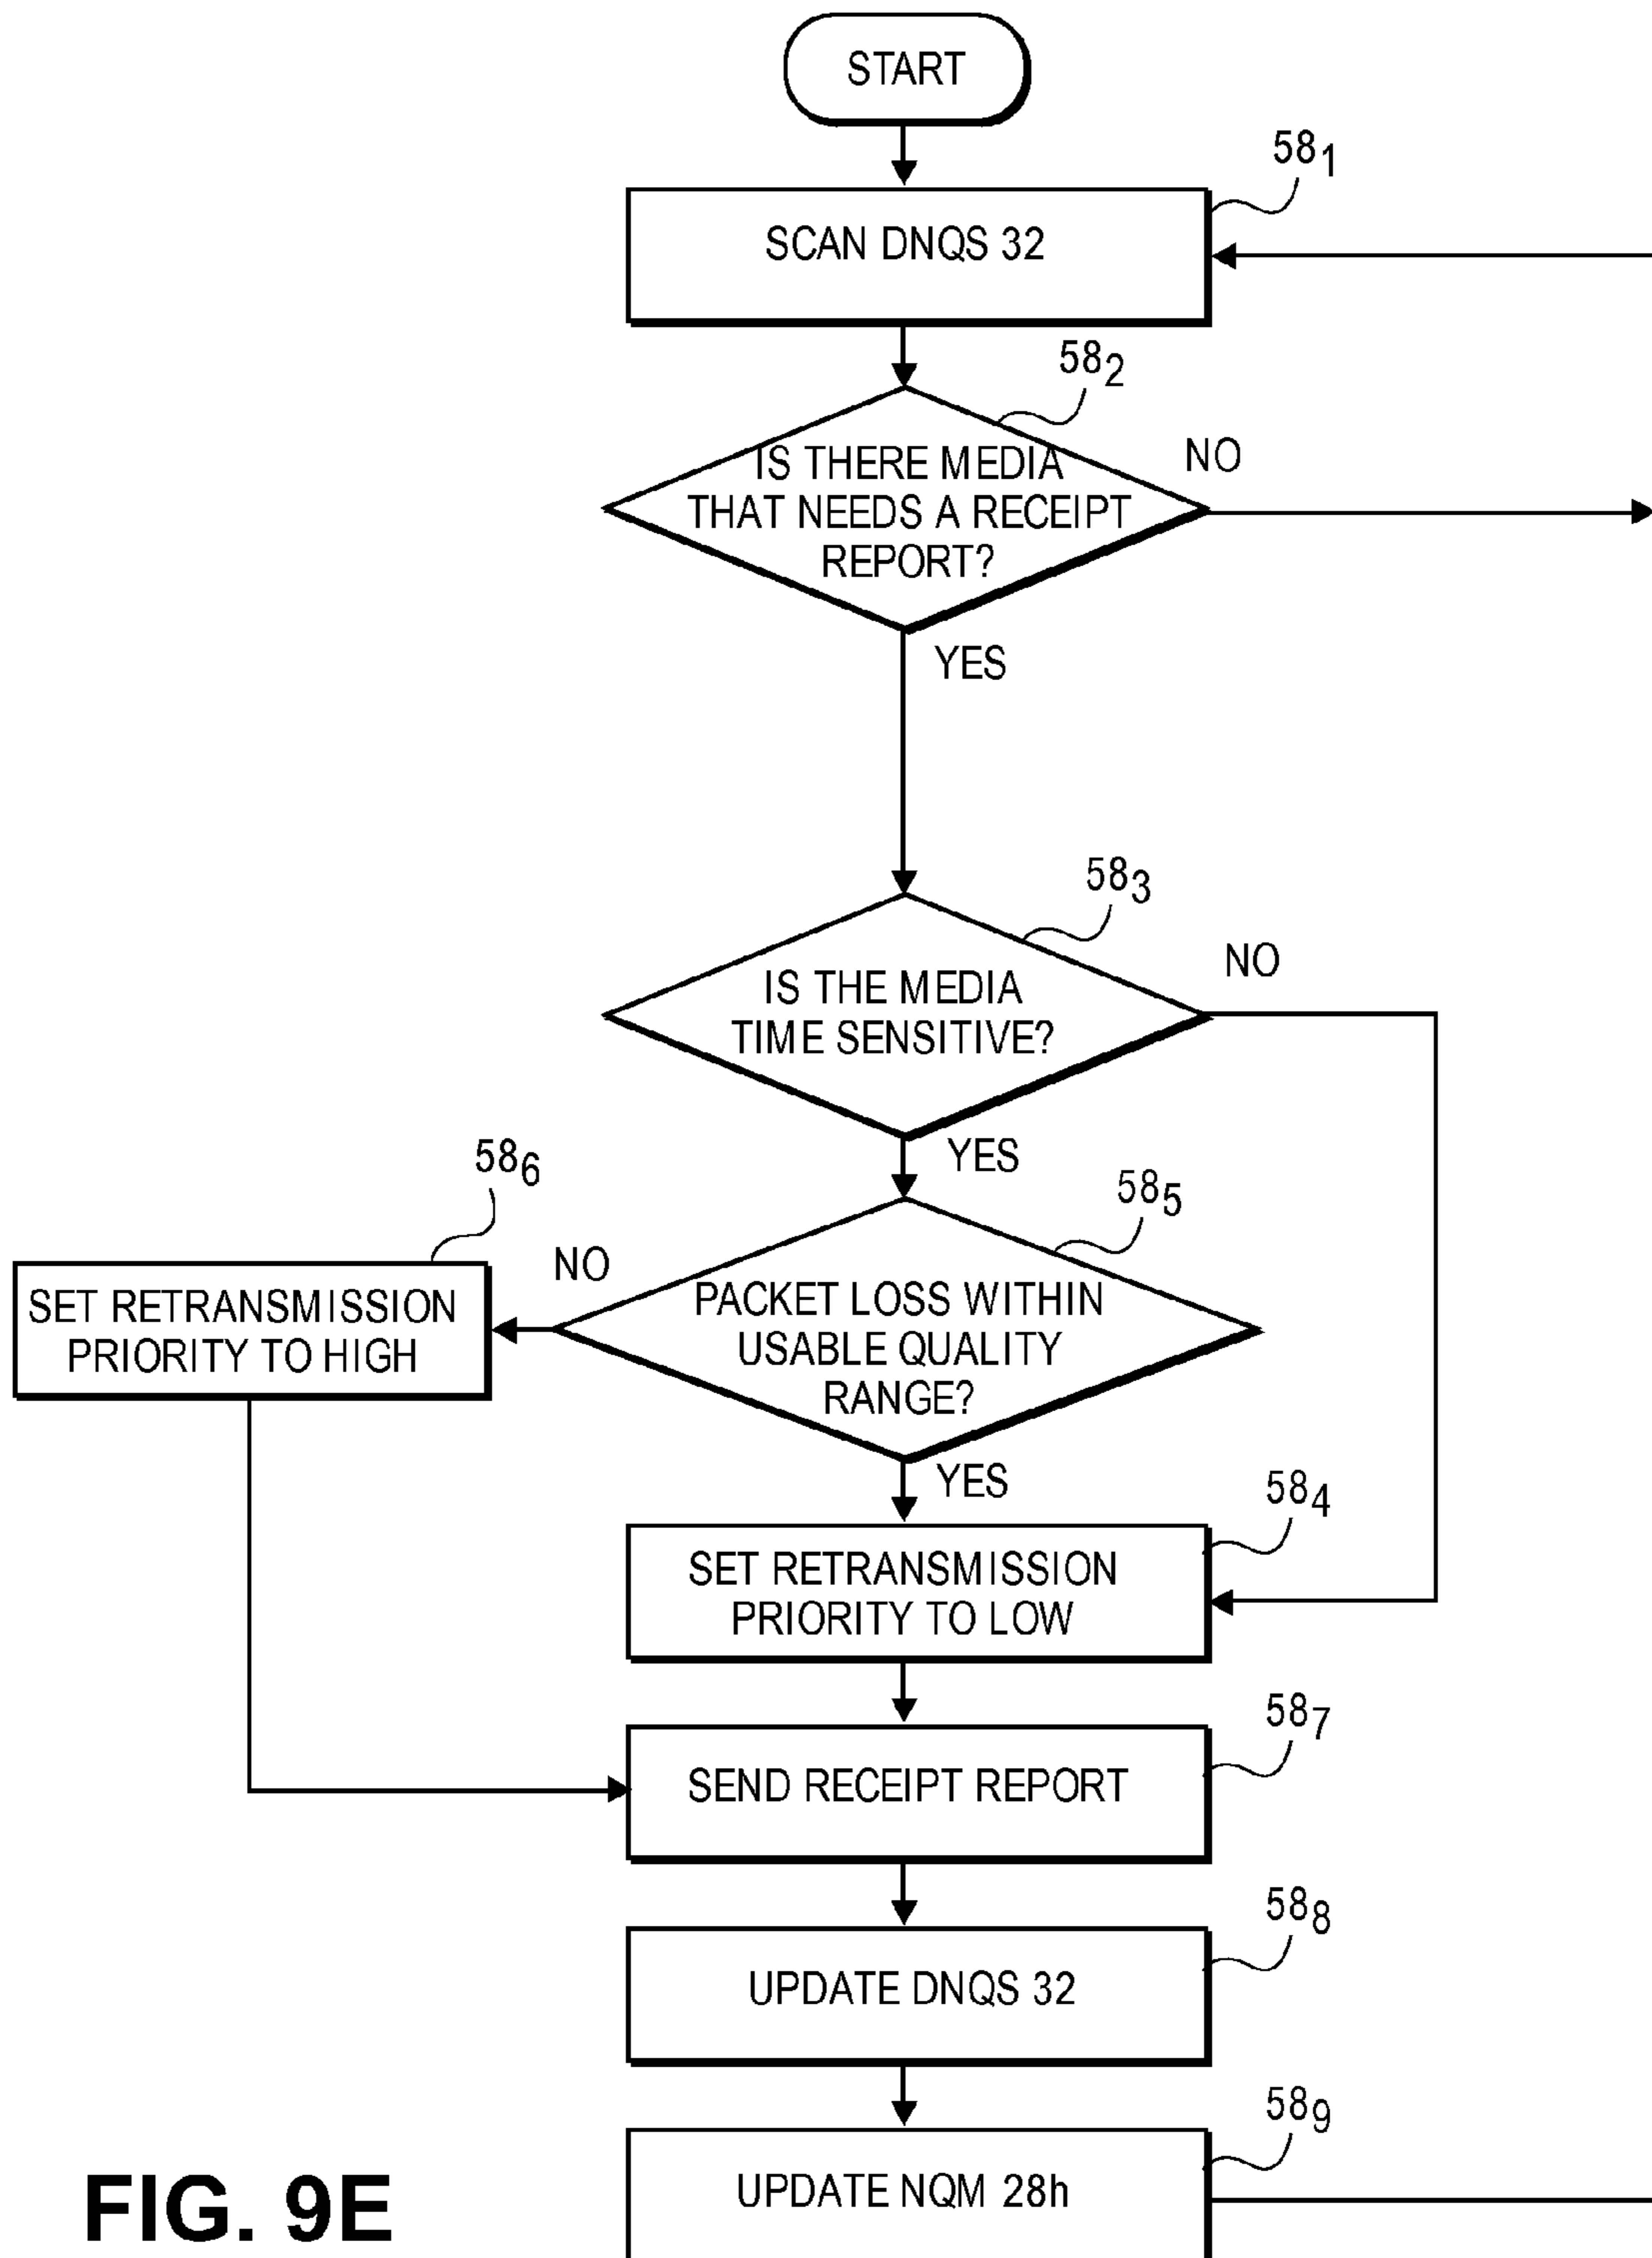 START
58₁
SCAN DNQS 32
58₂
IS THERE MEDIA
THAT NEEDS A RECEIPT
REPORT?
NO
YES
58₃
IS THE MEDIA
TIME SENSITIVE?
NO
YES
58₆
58₅
SET RETRANSMISSION
PRIORITY TO HIGH
NO
PACKET LOSS WITHIN
USABLE QUALITY
RANGE?
YES
58₄
SET RETRANSMISSION
PRIORITY TO LOW
58₇
SEND RECEIPT REPORT
58₈
UPDATE DNQS 32
58₉
UPDATE NQM 28h
FIG. 9E